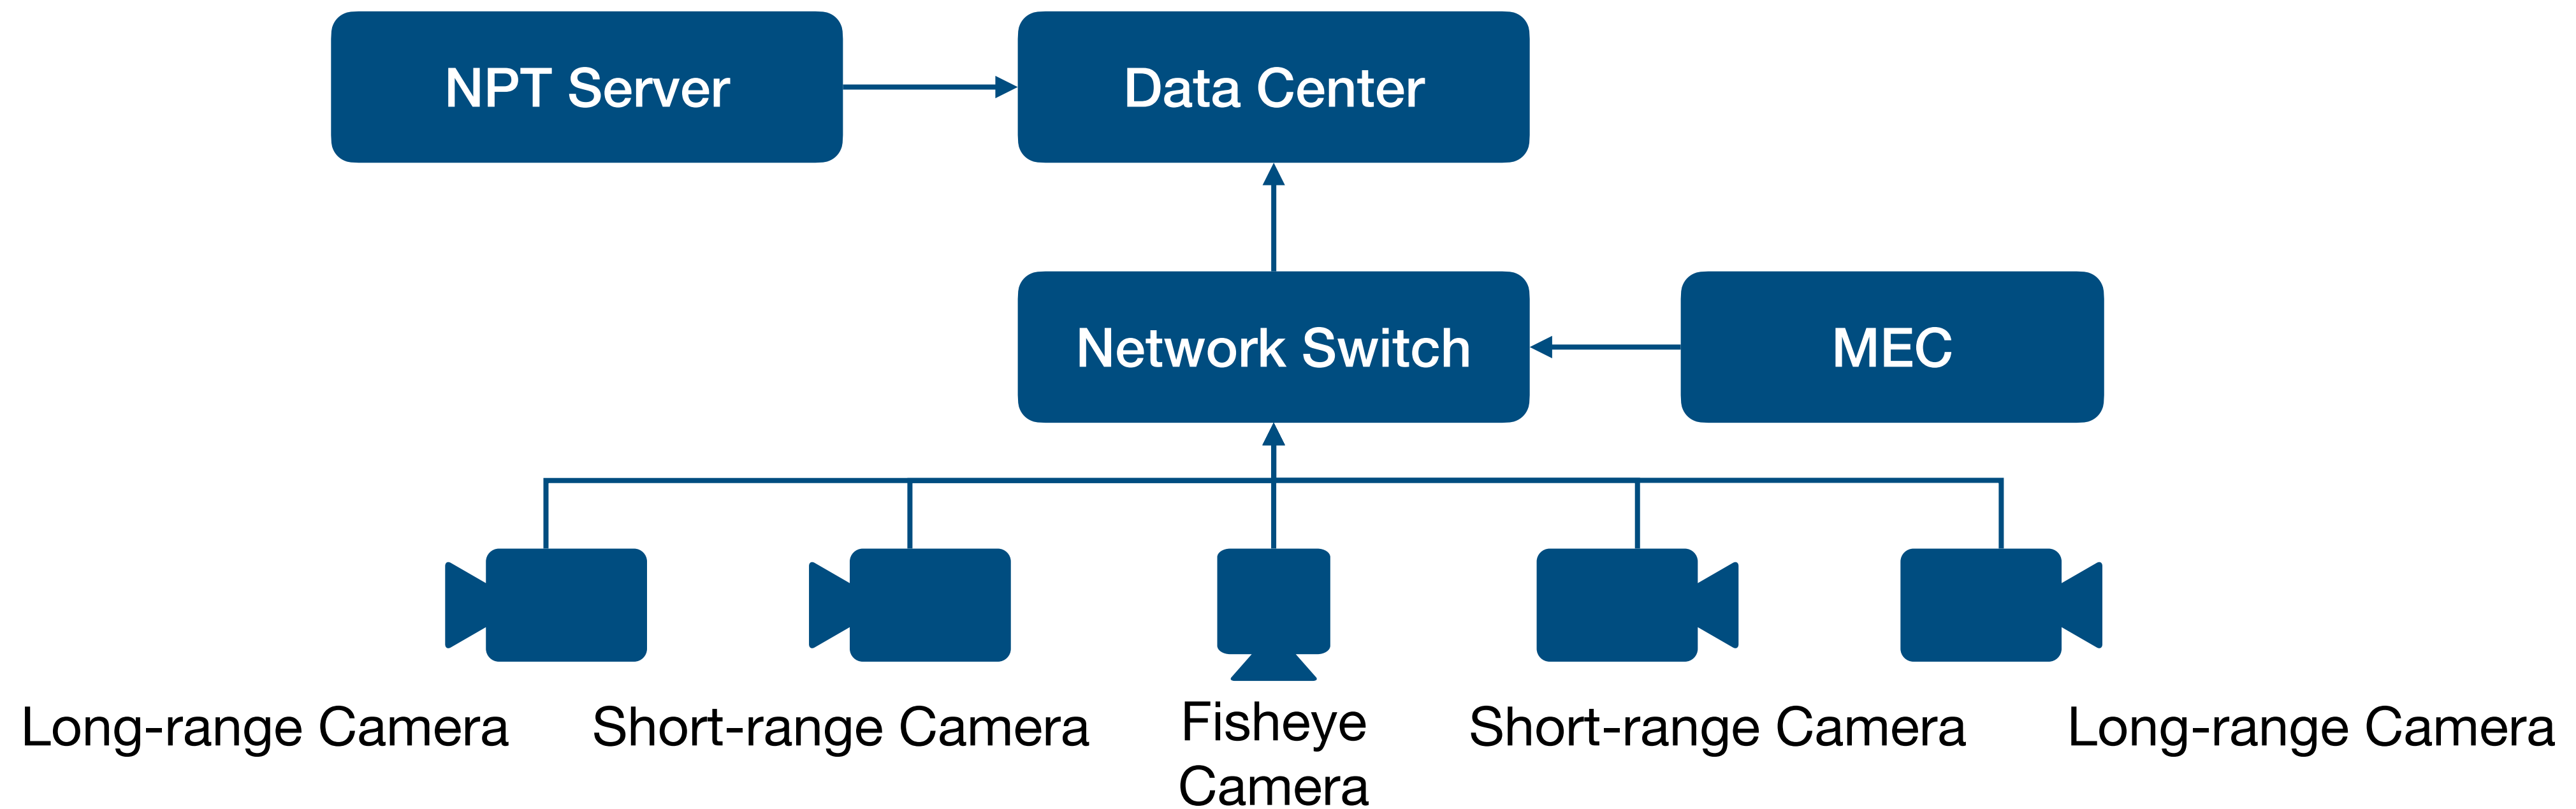 NPT Server
Data Center
Network Switch
MEC
Long-range Camera
Short-range Camera
Fisheye
Camera
Short-range Camera
Long-range Camera